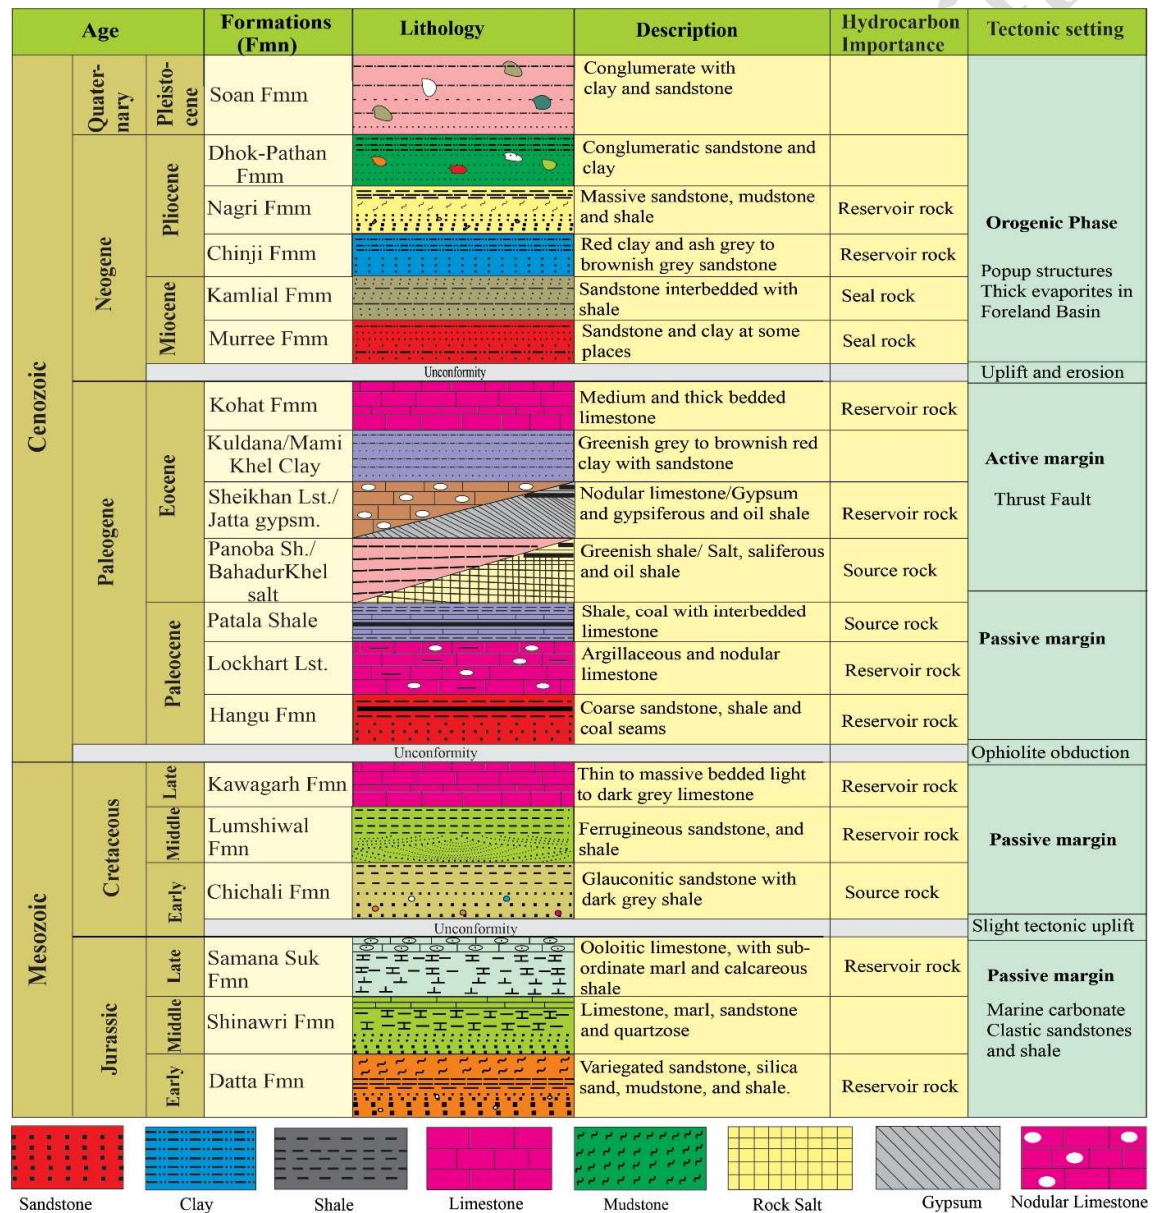 Age
Formations
(Fmn)
Lithology
Description
Hydrocarbon
Importance
Tectonic setting
Cenozoic
Quater-
nary
Pleisto-
cene
Soan Fmm
Conglomerate with
clay and sandstone
Neogene
Pliocene
Dhok-Pathan
Fmm
Conglomeratic sandstone and
clay
Nagri Fmm
Massive sandstone, mudstone
and shale
Reservoir rock
Chinji Fmm
Red clay and ash grey to
brownish grey sandstone
Reservoir rock
Miocene
Kamlial Fmm
Sandstone interbedded with
shale
Seal rock
Murree Fmm
Sandstone and clay at some
places
Seal rock
Orogenic Phase
Popup structures
Thick evaporites in
Foreland Basin
Unconformity
Uplift and erosion
Paleogene
Eocene
Kohat Fmm
Medium and thick bedded
limestone
Reservoir rock
Kuldana/Mami
Khel Clay
Greenish grey to brownish red
clay with sandstone
Sheikhan Lst./
Jatta gypsm.
Nodular limestone/Gypsum
and gypsiferous and oil shale
Reservoir rock
Panoba Sh./
BahadurKhel
salt
Greenish shale/ Salt, saliferous
and oil shale
Source rock
Active margin
Thrust Fault
Paleocene
Patala Shale
Shale, coal with interbedded
limestone
Source rock
Lockhart Lst.
Argillaceous and nodular
limestone
Reservoir rock
Hangu Fmn
Coarse sandstone, shale and
coal seams
Reservoir rock
Passive margin
Unconformity
Ophiolite obduction
Mesozoic
Cretaceous
Late
Kawagarh Fmn
Thin to massive bedded light
to dark grey limestone
Reservoir rock
Middle
Lumshiwal
Fmn
Ferrugineous sandstone, and
shale
Reservoir rock
Early
Chichali Fmn
Glauconitic sandstone with
dark grey shale
Source rock
Passive margin
Unconformity
Slight tectonic uplift
Jurassic
Late
Samana Suk
Fmn
Ooloitic limestone, with sub-
ordinate marl and calcareous
shale
Reservoir rock
Middle
Shinawri Fmn
Limestone, marl, sandstone
and quartzose
Early
Datta Fmn
Variegated sandstone, silica
sand, mudstone, and shale.
Reservoir rock
Passive margin
Marine carbonate
Clastic sandstones
and shale
Sandstone
Clay
Shale
Limestone
Mudstone
Rock Salt
Gypsum
Nodular Limestone